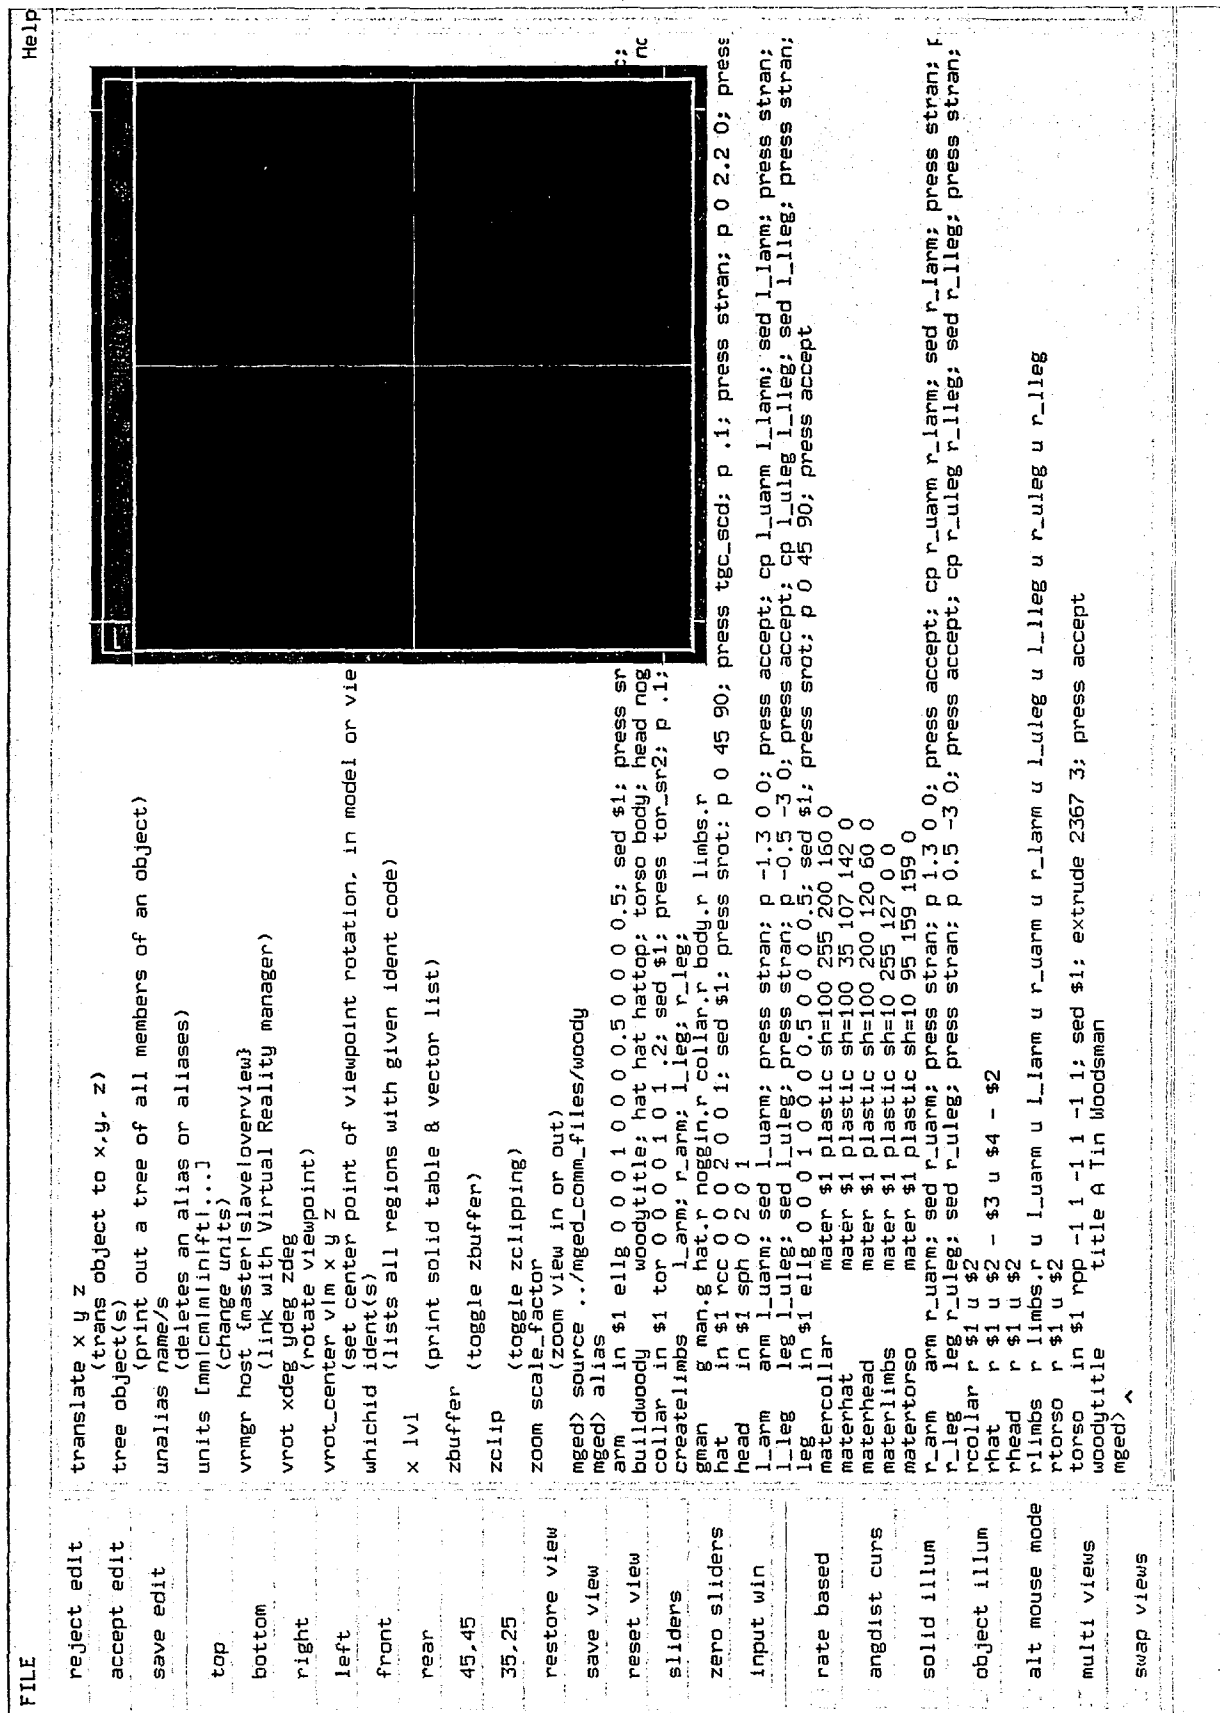 FILE
Help
reject edit
accept edit
save edit
top
bottom
right
left
front
rear
45,45
35,25
restore view
save view
reset view
sliders
zero sliders
input win
rate based
angdist curs
solid illum
object illum
alt mouse mode
multi views
swap views
translate x y z
(trans object to x,y, z)
tree object(s)
(print out a tree of all members of an object)
unalias name/s
(deletes an alias or aliases)
units [mm|cm|m|in|ft|...]
(change units)
vrmgr host {master|slave|overview}
(link with Virtual Reality manager)
vrot xdeg ydeg zdeg
(rotate viewpoint)
vrot_center v|m x y z
(set center point of viewpoint rotation, in model or vie
whichid ident(s)
(lists all regions with given ident code)
x lvl
(print solid table & vector list)
zbuffer
(toggle zbuffer)
zclip
(toggle zclipping)
zoom scale_factor
(zoom view in or out)
mged> source ../mged_comm_files/woody
mged> alias
arm in $1 ellg 0 0 0 1 0 0 0 0.5 0 0 0 0.5; sed $1; press sr
buildwoody woodytitle; hat hat hattop; torso body; head nog
collar in $1 tor 0 0 0 0 1 0 1 .2; sed $1; press tor_sr2; p .1;
createlimbs l_arm; r_arm; l_leg; r_leg;
gman g man.g hat.r noggin.r collar.r body.r limbs.r
hat in $1 rcc 0 0 0 2 0 0 1; sed $1; press srot; p 0 45 90; press tgc_scd; p .1; press stran; p 0 2.2 0; press
head in $1 sph 0 2 0 1
l_arm arm l_uarm; sed l_uarm; press stran; p -1.3 0 0; press accept; cp l_uarm l_larm; sed l_larm; press stran;
l_leg leg l_uleg; sed l_uleg; press stran; p -0.5 -3 0; press accept; cp l_uleg l_lleg; sed l_lleg; press stran;
leg in $1 ellg 0 0 0 1 0 0 0 0.5 0 0 0 0.5; sed $1; press srot; p 0 45 90; press accept
matercollar mater $1 plastic sh=100 255 200 160 0
materhat mater $1 plastic sh=100 35 107 142 0
materhead mater $1 plastic sh=100 200 120 60 0
materlimbs mater $1 plastic sh=10 255 127 0 0
matertorso mater $1 plastic sh=10 95 159 159 0
r_arm arm r_uarm; sed r_uarm; press stran; p 1.3 0 0; press accept; cp r_uarm r_larm; sed r_larm; press stran; p
r_leg leg r_uleg; sed r_uleg; press stran; p 0.5 -3 0; press accept; cp r_uleg r_lleg; sed r_lleg; press stran;
rcollar r $1 u $2
rhat r $1 u $2 - $3 u $4 - $2
rhead r $1 u $2
rlimbs r limbs.r u l_uarm u l_larm u r_uarm u r_larm u l_uleg u l_lleg u r_uleg u r_lleg
rtorso r $1 u $2
torso in $1 rpp -1 1 -1 1 -1 1; sed $1; extrude 2367 3; press accept
woodytitle title A Tin Woodsman
mged> ^